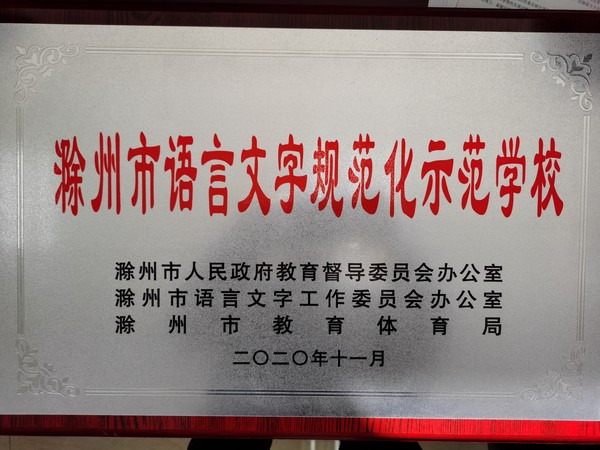 滁州市语言文字规范化示范学校
滁州市人民政府教育督导委员会办公室
滁州市语言文字工作委员会办公室
滁州市教育体育局
二〇二〇年十一月